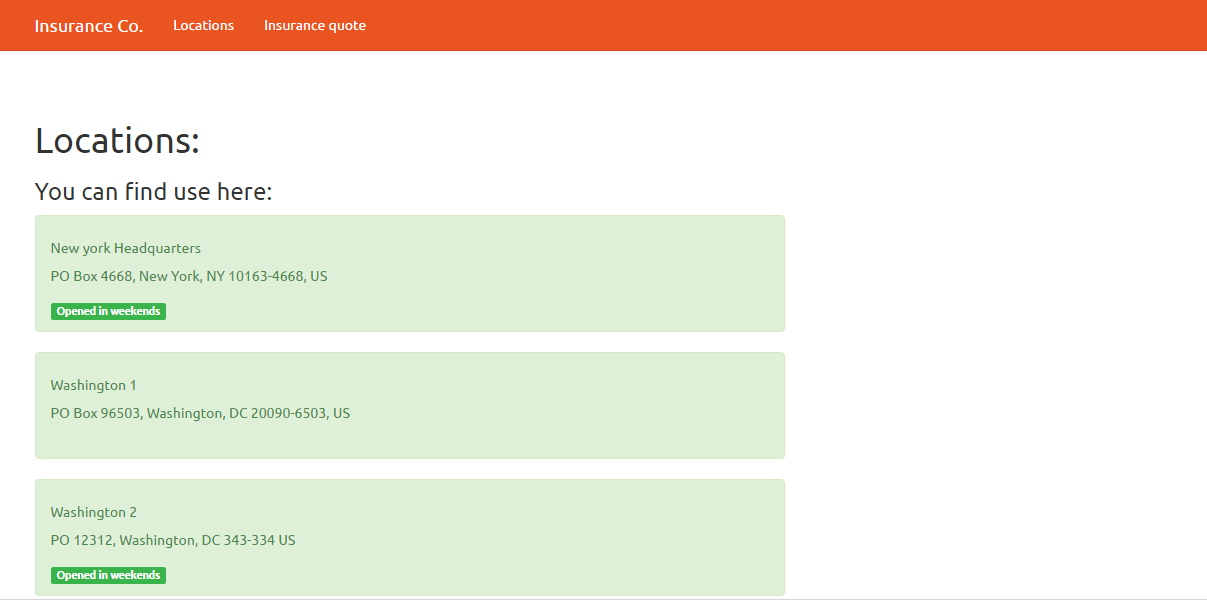 Insurance Co. Locations Insurance quote
Locations:
You can find use here:
New york Headquarters
PO Box 4668, New York, NY 10163-4668, US
Opened in weekends
Washington 1
PO Box 96503, Washington, DC 20090-6503, US
Washington 2
PO 12312, Washington, DC 343-334 US
Opened in weekends